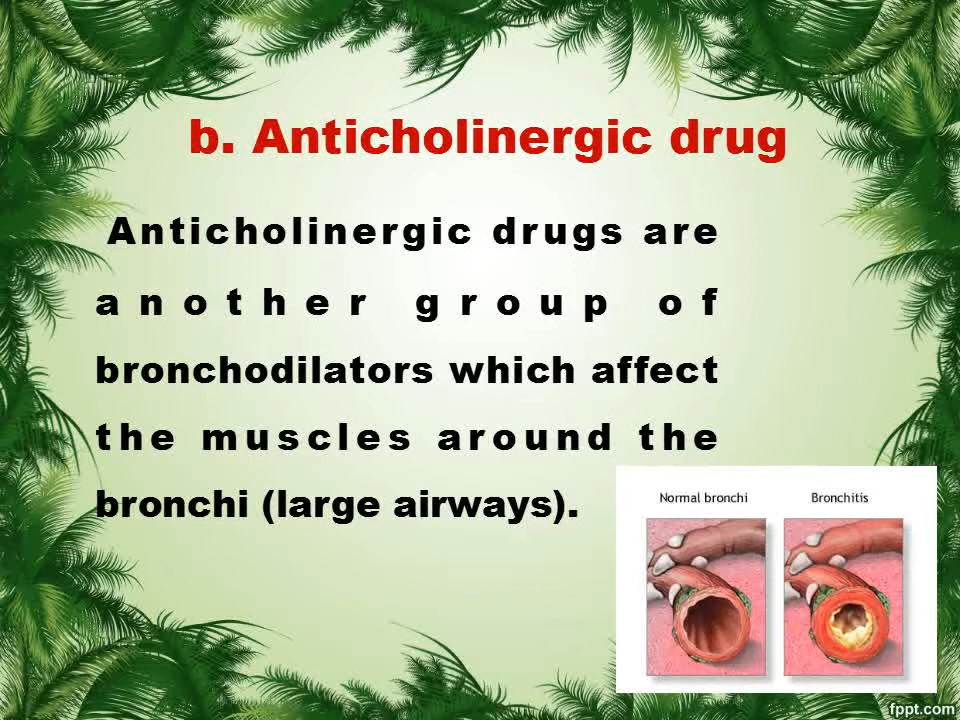 b. Anticholinergic drug
Anticholinergic drugs are
another group of
bronchodilators which affect
the muscles around the
bronchi (large airways).
Normal bronchi
Bronchitis
fppt.com